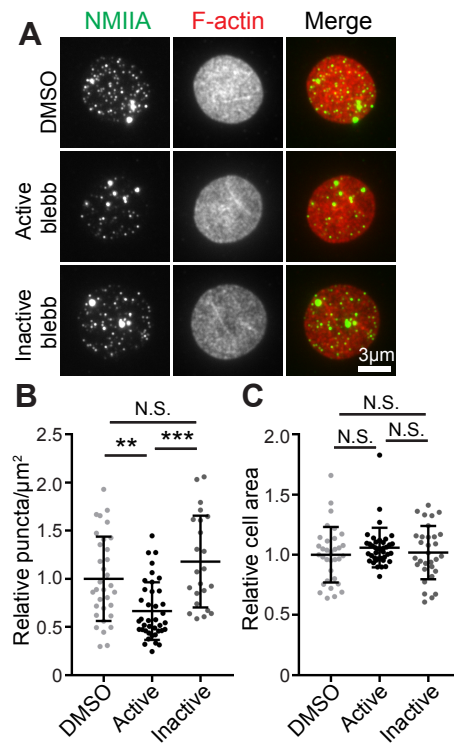 A
NMIIA F-actin Merge
DMSO
Active
blebb
Inactive
blebb
3µm
B
N.S.
** ***
Relative puncta/µm²
2.5
2.0
1.5
1.0
0.5
0
DMSO Active Inactive
C
N.S.
N.S. N.S.
Relative cell area
2.0
1.5
1.0
0.5
0
DMSO Active Inactive